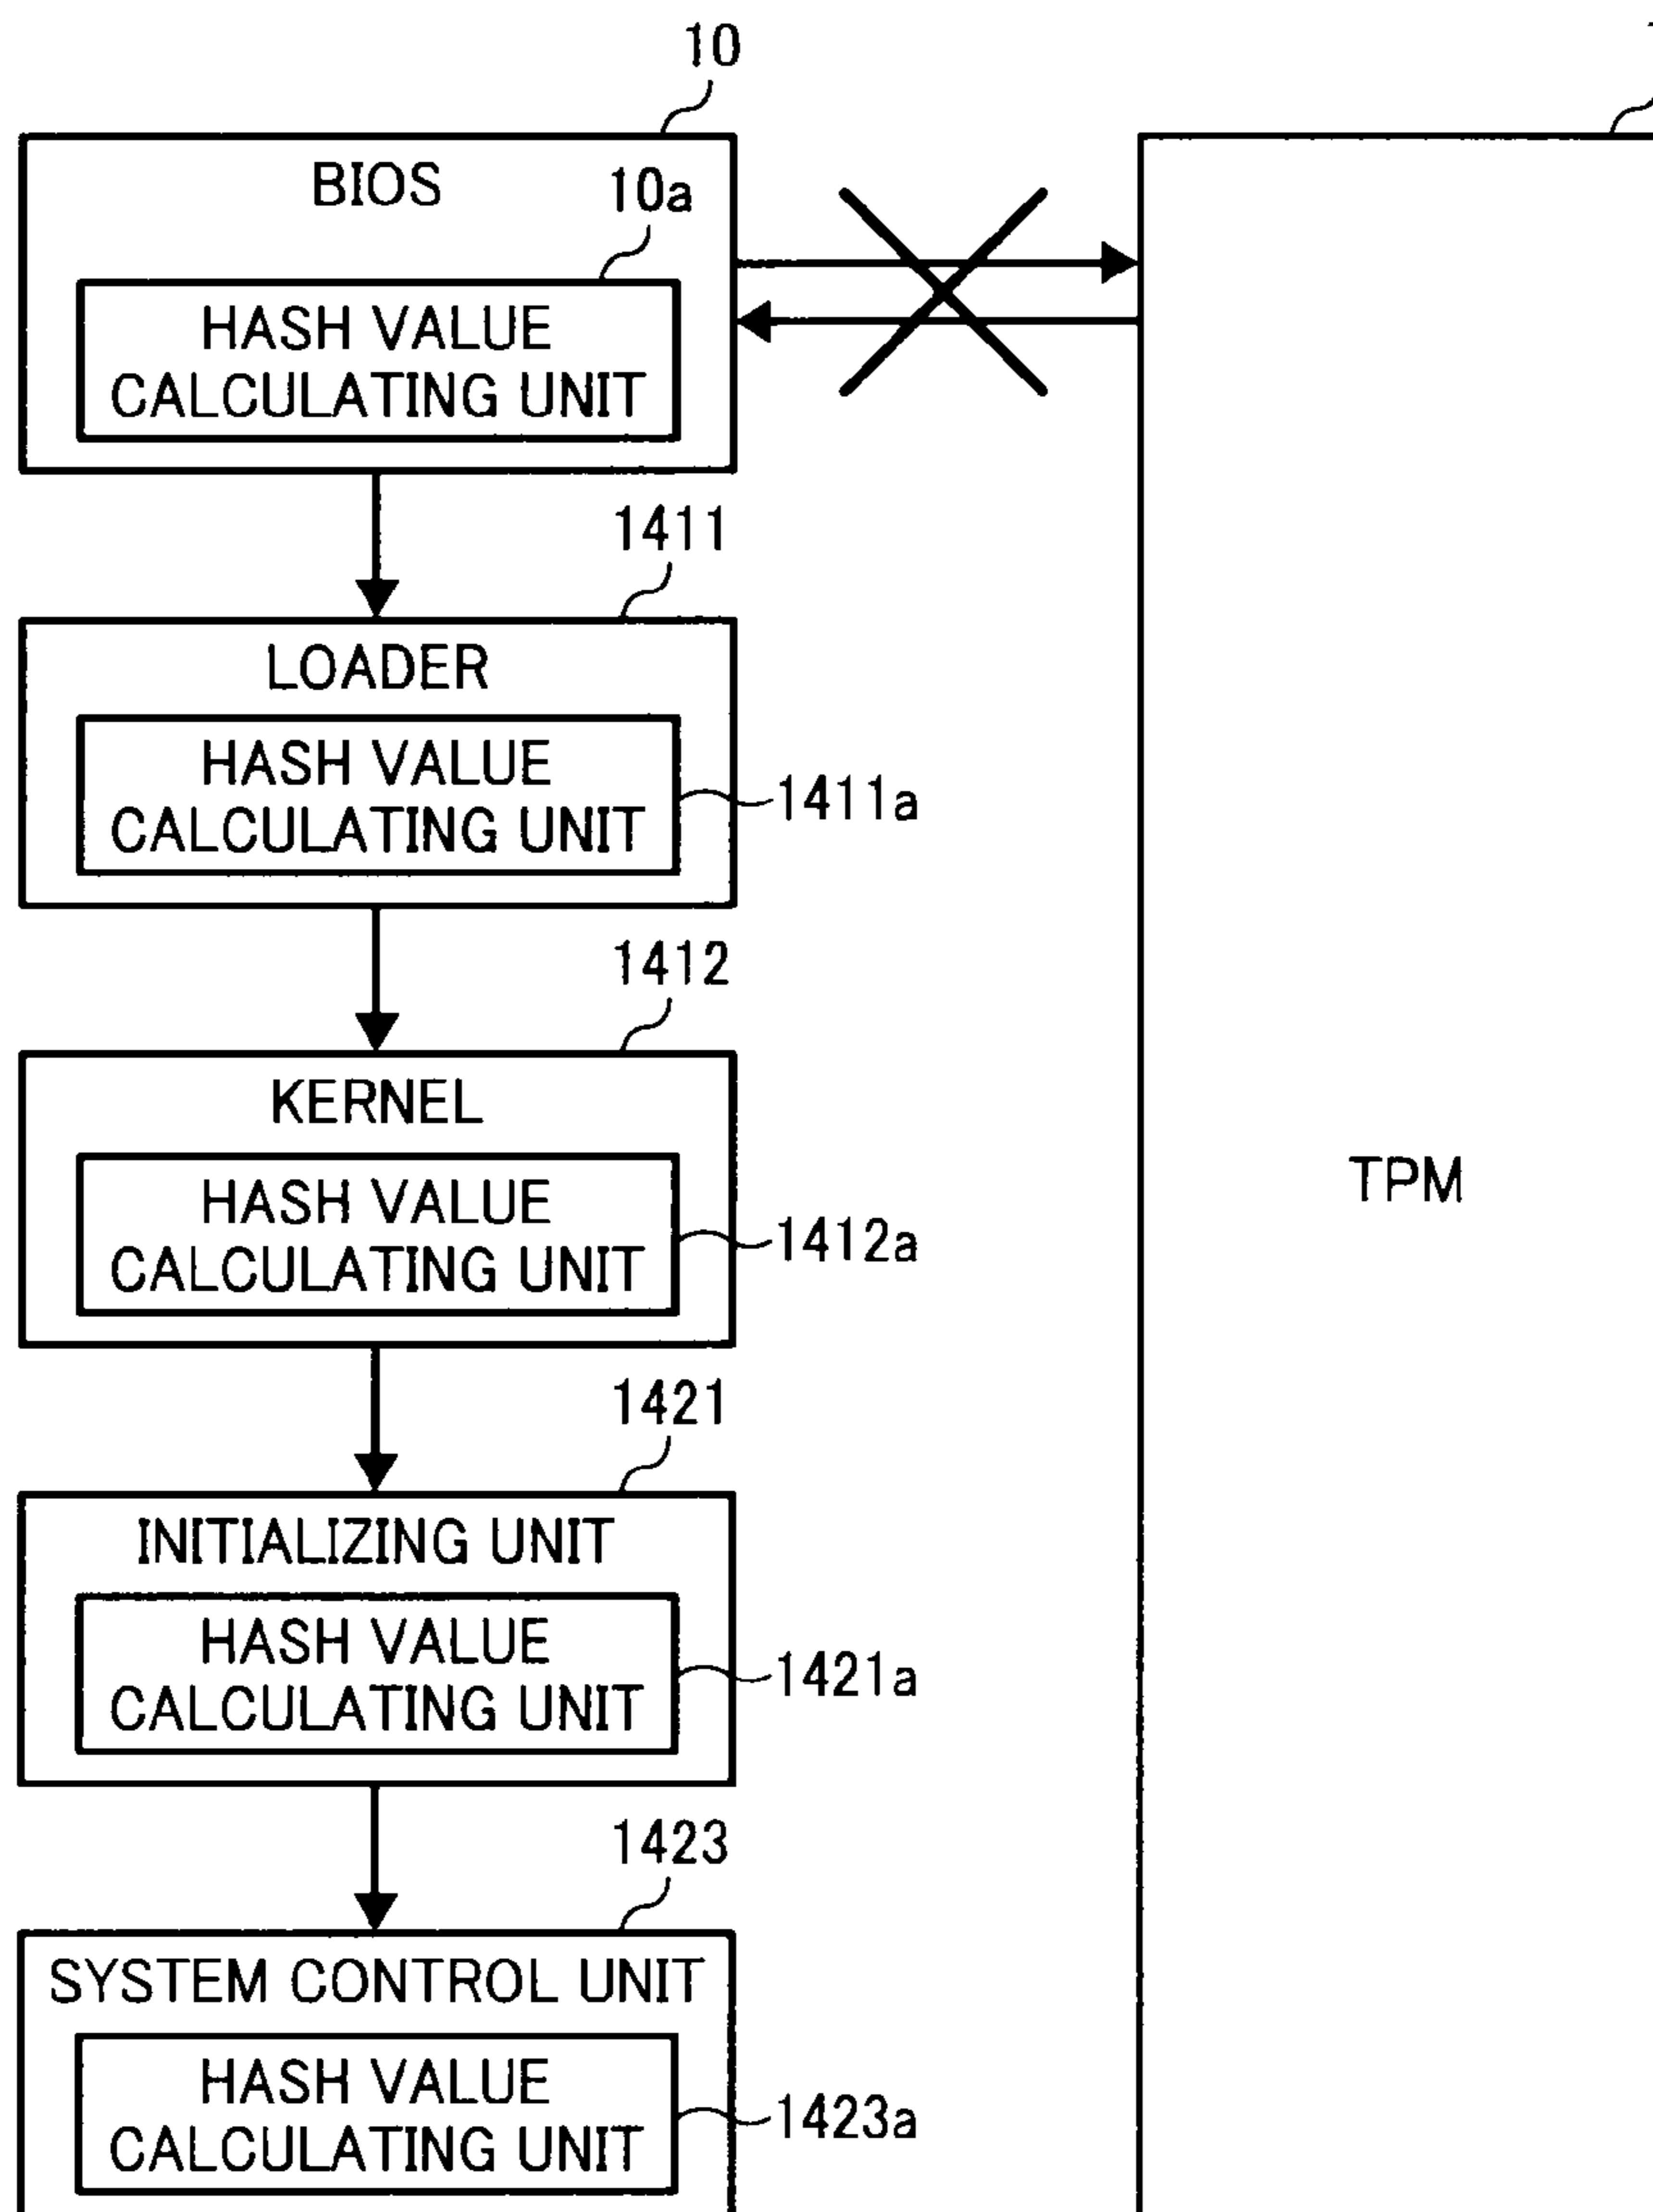 10
BIOS
10a
HASH VALUE
CALCULATING UNIT
1411
LOADER
HASH VALUE
CALCULATING UNIT
1411a
1412
KERNEL
HASH VALUE
CALCULATING UNIT
1412a
TPM
1421
INITIALIZING UNIT
HASH VALUE
CALCULATING UNIT
1421a
1423
SYSTEM CONTROL UNIT
HASH VALUE
CALCULATING UNIT
1423a